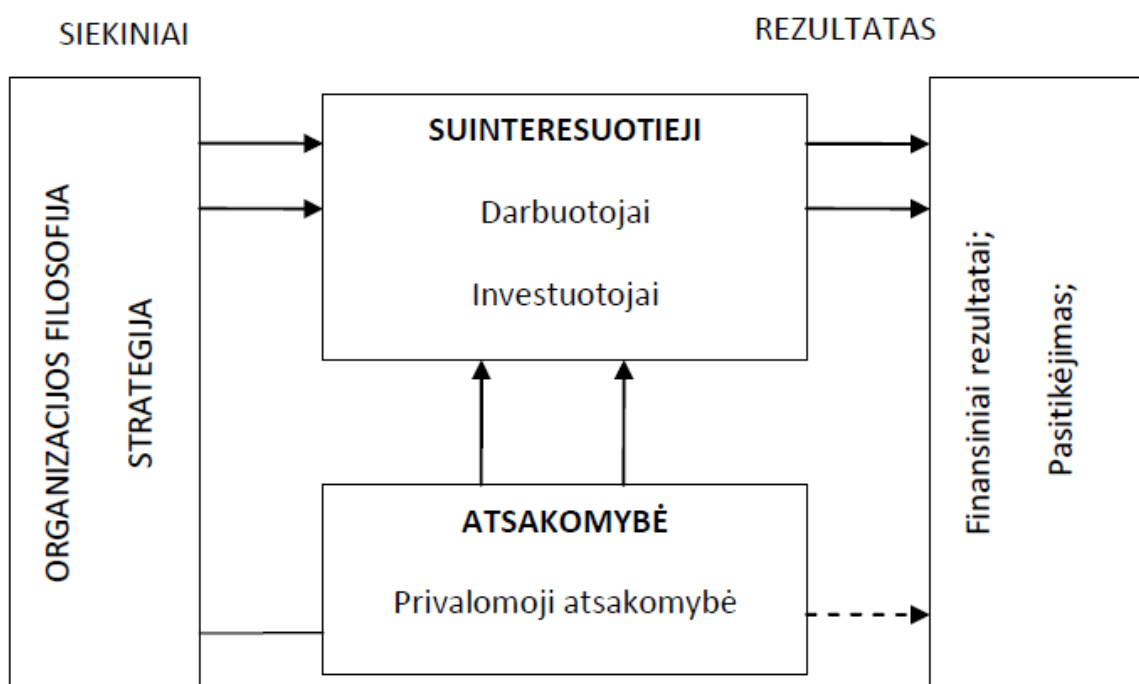 SIEKINIAI
REZULTATAS
ORGANIZACIJOS FILOSOFIJA
STRATEGIJA
SUINTERESUOTIEJI
Darbuotojai
Investuotojai
ATSAKOMYBĖ
Privalomoji atsakomybė
Finansiniai rezultatai;
Pasitikėjimas;